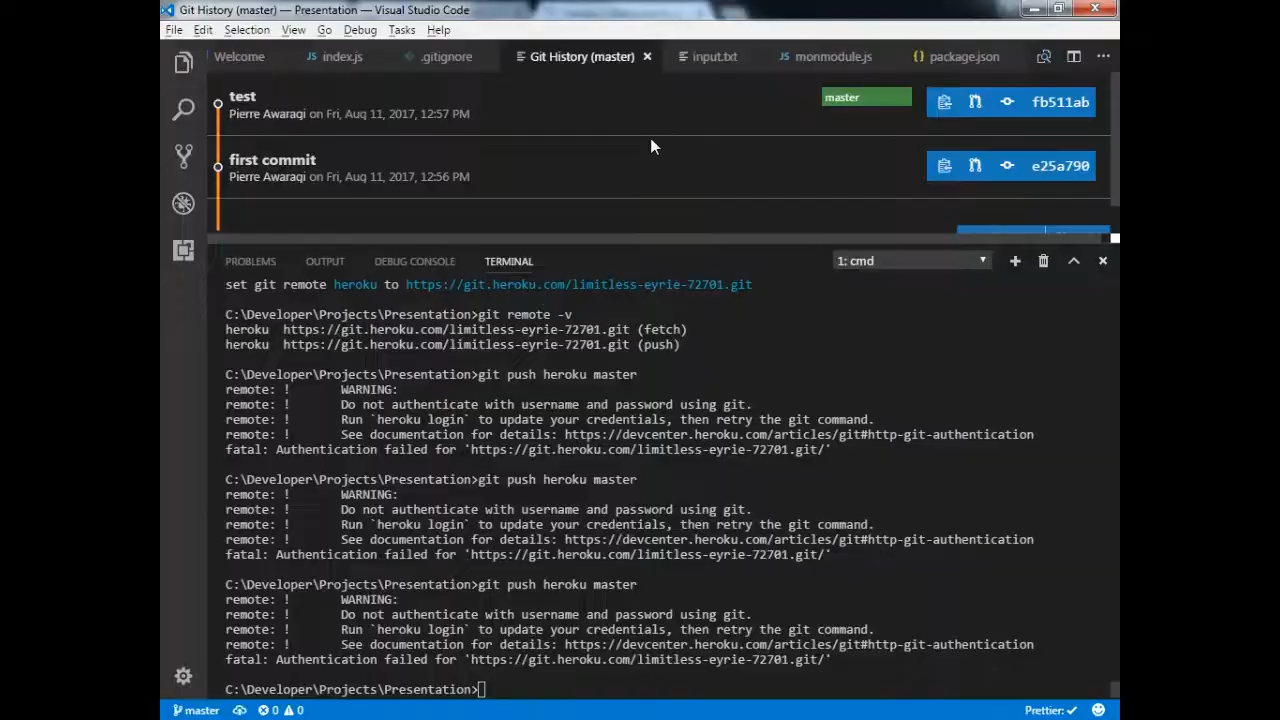 Git History (master) — Presentation — Visual Studio Code
File Edit Selection View Go Debug Tasks Help
Welcome JS index.js .gitignore Git History (master) × input.txt JS monmodule.js {} package.json ...
test master fb511ab
Pierre Awaragi on Fri, Aug 11, 2017, 12:57 PM
first commit e25a790
Pierre Awaragi on Fri, Aug 11, 2017, 12:56 PM
PROBLEMS OUTPUT DEBUG CONSOLE TERMINAL 1: cmd
set git remote heroku to https://git.heroku.com/limitless-eyrie-72701.git
C:\Developer\Projects\Presentation>git remote -v
heroku https://git.heroku.com/limitless-eyrie-72701.git (fetch)
heroku https://git.heroku.com/limitless-eyrie-72701.git (push)
C:\Developer\Projects\Presentation>git push heroku master
remote: ! WARNING:
remote: ! Do not authenticate with username and password using git.
remote: ! Run `heroku login` to update your credentials, then retry the git command.
remote: ! See documentation for details: https://devcenter.heroku.com/articles/git#http-git-authentication
fatal: Authentication failed for 'https://git.heroku.com/limitless-eyrie-72701.git/'
C:\Developer\Projects\Presentation>git push heroku master
remote: ! WARNING:
remote: ! Do not authenticate with username and password using git.
remote: ! Run `heroku login` to update your credentials, then retry the git command.
remote: ! See documentation for details: https://devcenter.heroku.com/articles/git#http-git-authentication
fatal: Authentication failed for 'https://git.heroku.com/limitless-eyrie-72701.git/'
C:\Developer\Projects\Presentation>git push heroku master
remote: ! WARNING:
remote: ! Do not authenticate with username and password using git.
remote: ! Run `heroku login` to update your credentials, then retry the git command.
remote: ! See documentation for details: https://devcenter.heroku.com/articles/git#http-git-authentication
fatal: Authentication failed for 'https://git.heroku.com/limitless-eyrie-72701.git/'
C:\Developer\Projects\Presentation>
master 0 0 Prettier: ✓